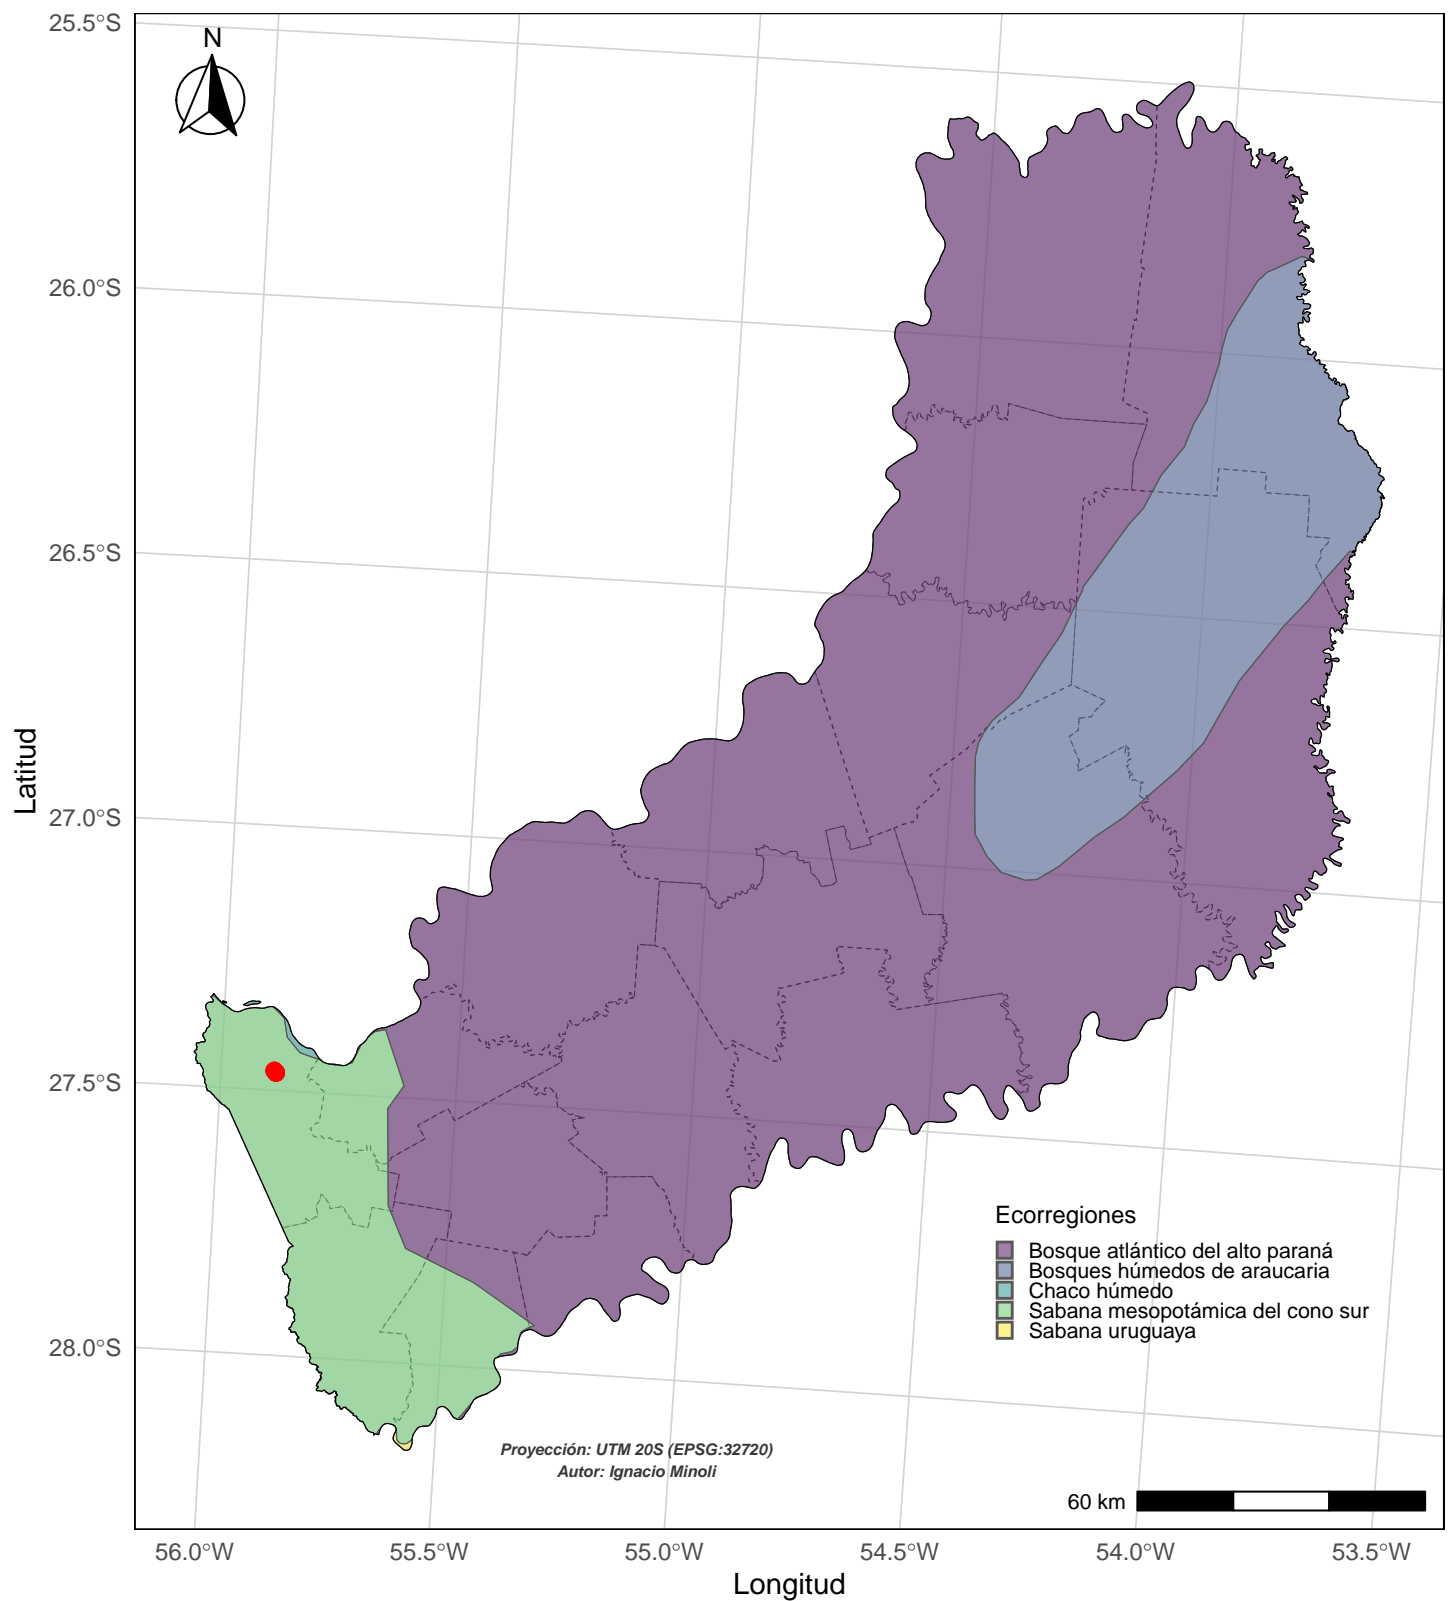 25.5°S
N
26.0°S
26.5°S
Latitud
27.0°S
27.5°S
28.0°S
Ecorregiones
Bosque atlántico del alto paraná
Bosques húmedos de araucaria
Chaco húmedo
Sabana mesopotámica del cono sur
Sabana uruguaya
Proyección: UTM 20S (EPSG:32720)
Autor: Ignacio Minoli
60 km
56.0°W 55.5°W 55.0°W 54.5°W 54.0°W 53.5°W
Longitud